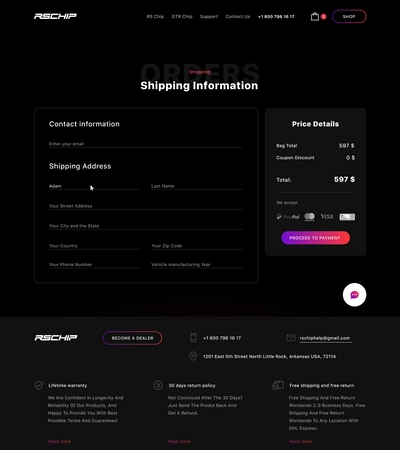 RSCHIP
RS Chip GTR Chip Support Contact Us +1 800 796 16 17 SHOP
ORDERS
Shipping
Shipping Information
Contact information
Enter your email
Shipping Address
Adam Last Name
Your Street Address
Your City and the State
Your Country Your Zip Code
Your Phone Number Vehicle manufacturing Year
Price Details
Bag Total 597 $
Coupon Discount 0 $
Total: 597 $
We accept
PayPal VISA
PROCEED TO PAYMENT
RSCHIP
BECOME A DEALER
+1 800 796 16 17
rschiphelp@gmail.com
1201 East 5th Street North Little Rock, Arkansas USA, 72114
Lifetime warranty
We Are Confident In Longevity And
Reliability Of Our Products, And
Happy To Provide You With Best
Possible Terms And Guaranties!
Read more
30 days return policy
Not Convinced After The 30 Days?
Just Send The Produt Back And
Get A Refund.
Read more
Free shipping and free return
Free Shipping And Free Return
Worldwide 2-3 Business Days. Free
Shipping And Free Return
Worldwide To Any Location With
DHL Express.
Read more